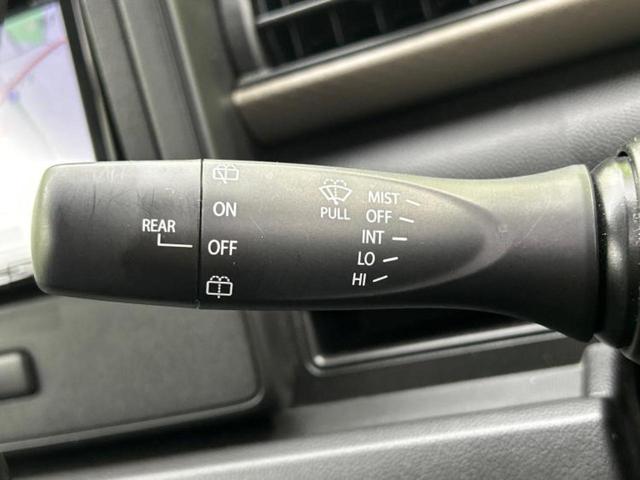 REAR
ON
OFF
PULL
MIST
OFF
INT
LO
HI